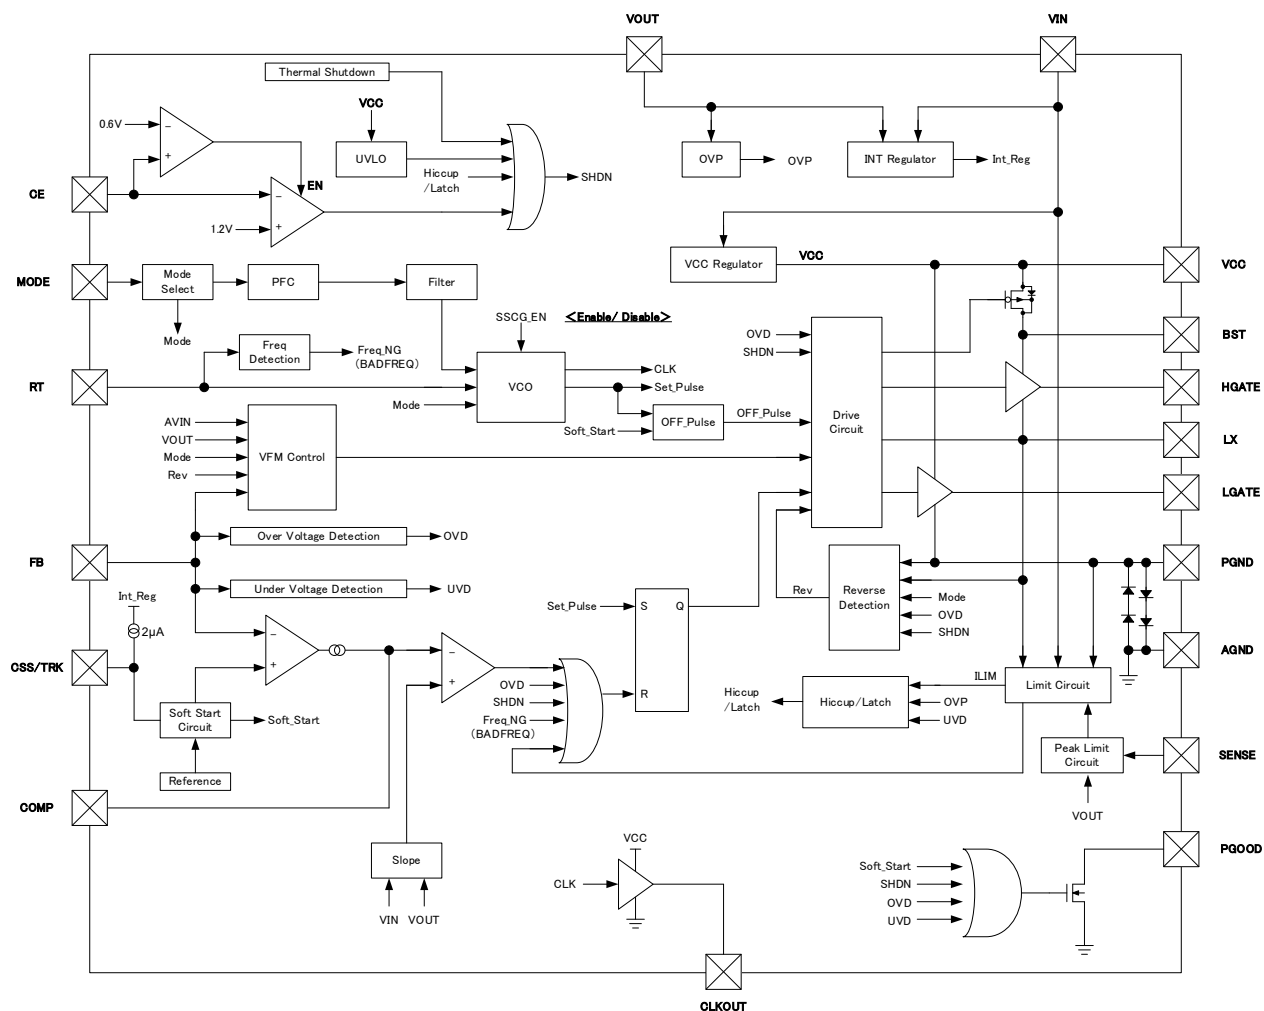 VOUT
VIN
Thermal Shutdown
VCC
0.6V
－
+
UVLO
OVP
OVP
INT Regulator
Int_Reg
Hiccup
/Latch
SHDN
CE
EN
－
+
1.2V
VCC Regulator
VCC
VCC
MODE
Mode
Select
PFC
Filter
Mode
SSCG_EN
＜Enable/ Disable＞
OVD
SHDN
BST
Freq
Detection
Freq_NG
(BADFREQ)
VCO
CLK
Set_Pulse
RT
HGATE
Mode
OFF_Pulse
OFF_Pulse
Soft_Start
Drive
Circuit
AVIN
VOUT
Mode
Rev
VFM Control
LX
LGATE
Over Voltage Detection
OVD
FB
PGND
Under Voltage Detection
UVD
Int_Reg
2μA
Set_Pulse
S
Q
R
Rev
Reverse
Detection
Mode
OVD
SHDN
－
+
－
+
CSS/TRK
AGND
OVD
SHDN
Freq_NG
(BADFREQ)
Hiccup
/Latch
Hiccup/Latch
ILIM
OVP
UVD
Limit Circuit
Soft Start
Circuit
Soft_Start
Reference
Peak Limit
Circuit
SENSE
VOUT
COMP
Slope
VIN
VOUT
VCC
CLK
Soft_Start
SHDN
OVD
UVD
PGOOD
CLKOUT